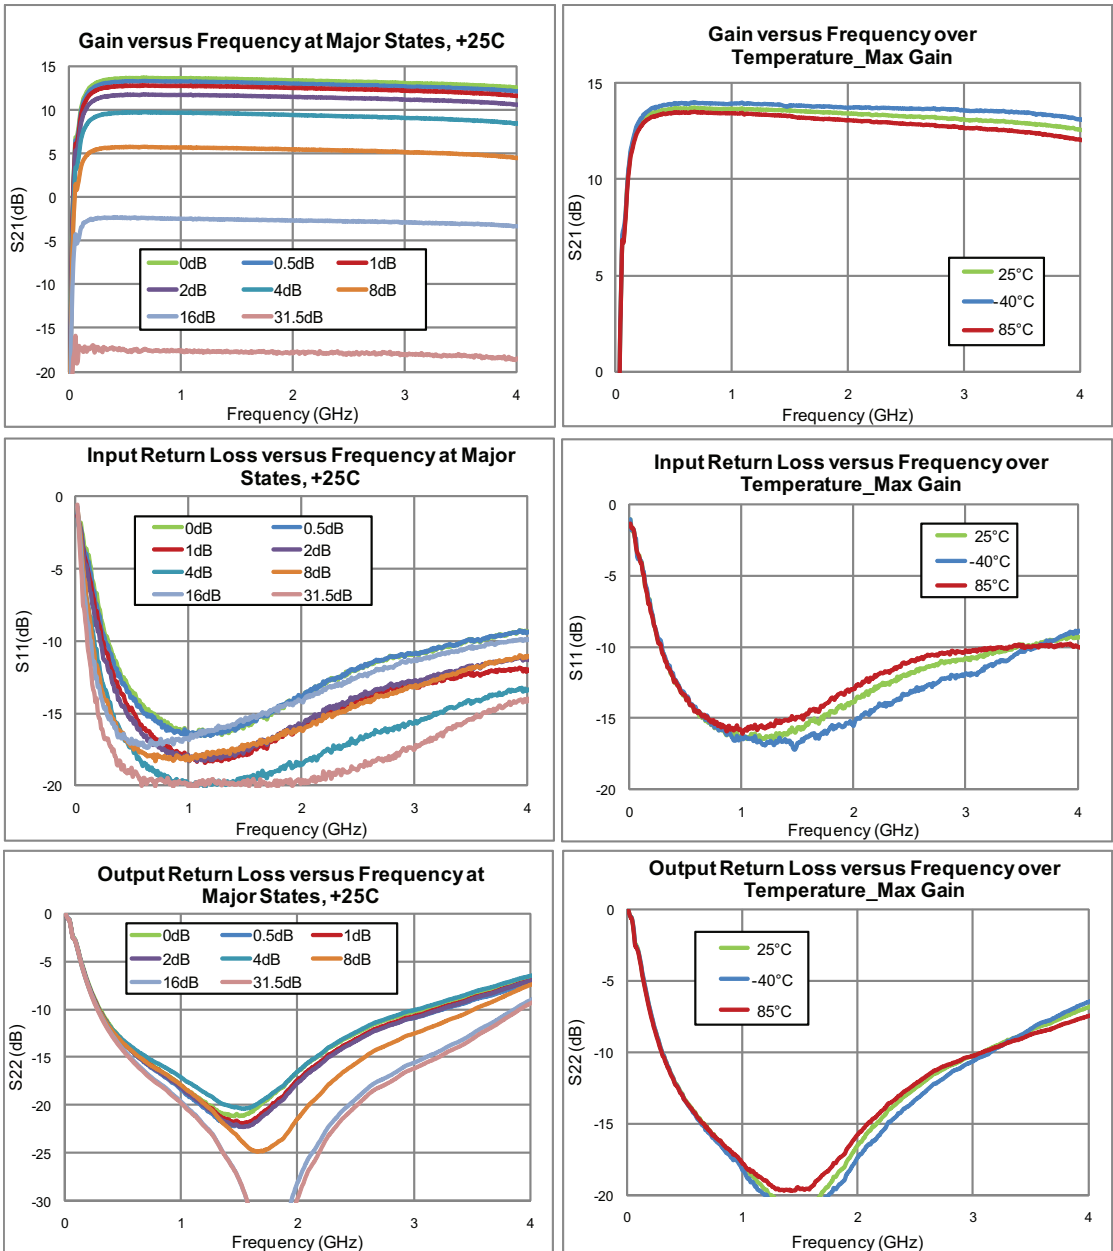 Gain versus Frequency at Major States, +25C
15
10
5
0
-5
-10
-15
-20
S21(dB)
0dB 0.5dB 1dB
2dB 4dB 8dB
16dB 31.5dB
0 1 2 3 4
Frequency (GHz)
Gain versus Frequency over
Temperature_Max Gain
15
10
5
0
S21 (dB)
25°C
-40°C
85°C
0 1 2 3 4
Frequency (GHz)
Input Return Loss versus Frequency at Major
States, +25C
0
-5
-10
-15
-20
S11(dB)
0dB 0.5dB
1dB 2dB
4dB 8dB
16dB 31.5dB
0 1 2 3 4
Frequency (GHz)
Input Return Loss versus Frequency over
Temperature_Max Gain
0
-5
-10
-15
-20
S11 (dB)
25°C
-40°C
85°C
0 1 2 3 4
Frequency (GHz)
Output Return Loss versus Frequency at
Major States, +25C
0
-5
-10
-15
-20
-25
-30
S22 (dB)
0dB 0.5dB 1dB
2dB 4dB 8dB
16dB 31.5dB
0 1 2 3 4
Frequency (GHz)
Output Return Loss versus Frequency over
Temperature_Max Gain
0
-5
-10
-15
-20
S22 (dB)
25°C
-40°C
85°C
0 1 2 3 4
Frequency (GHz)